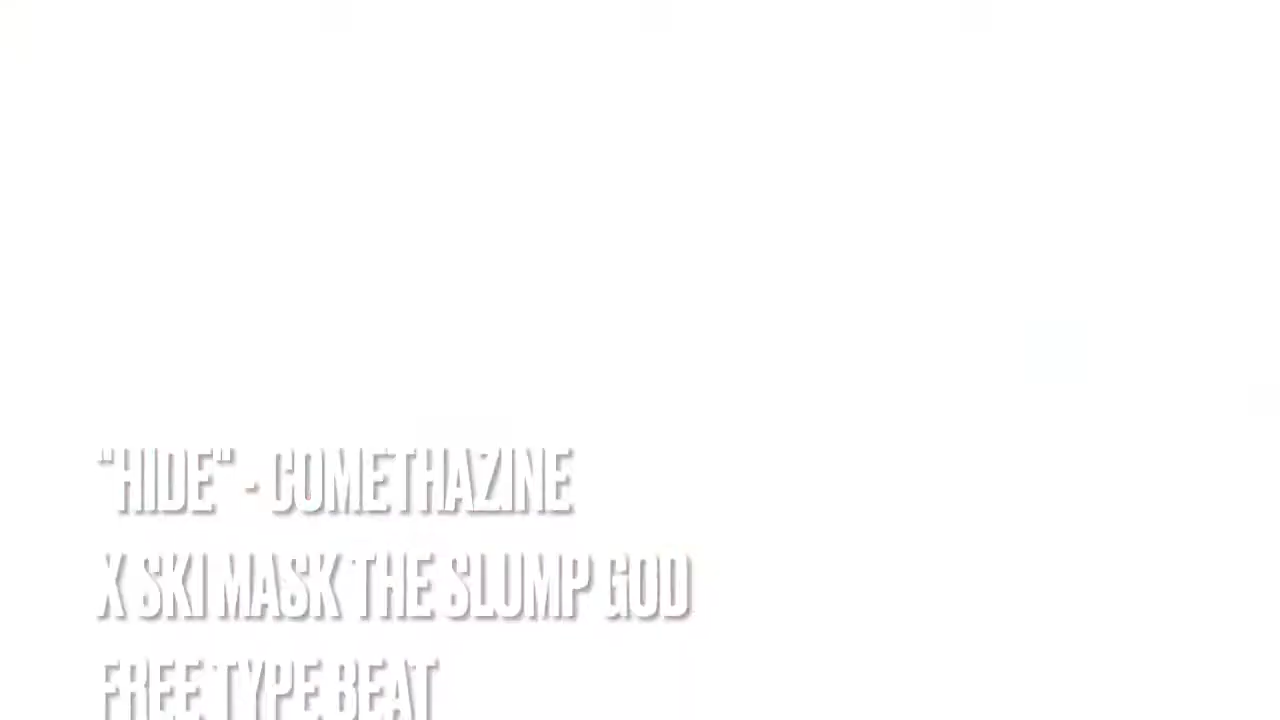 "HIDE" - COMETHAZINE
X SKI MASK THE SLUMP GOD
FREE TYPE BEAT